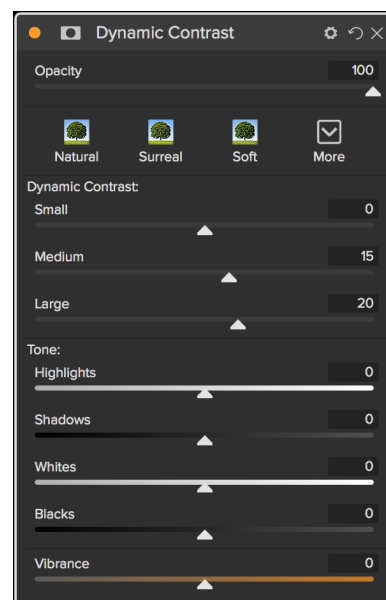 Dynamic Contrast
Opacity 100
Natural Surreal Soft More
Dynamic Contrast:
Small 0
Medium 15
Large 20
Tone:
Highlights 0
Shadows 0
Whites 0
Blacks 0
Vibrance 0